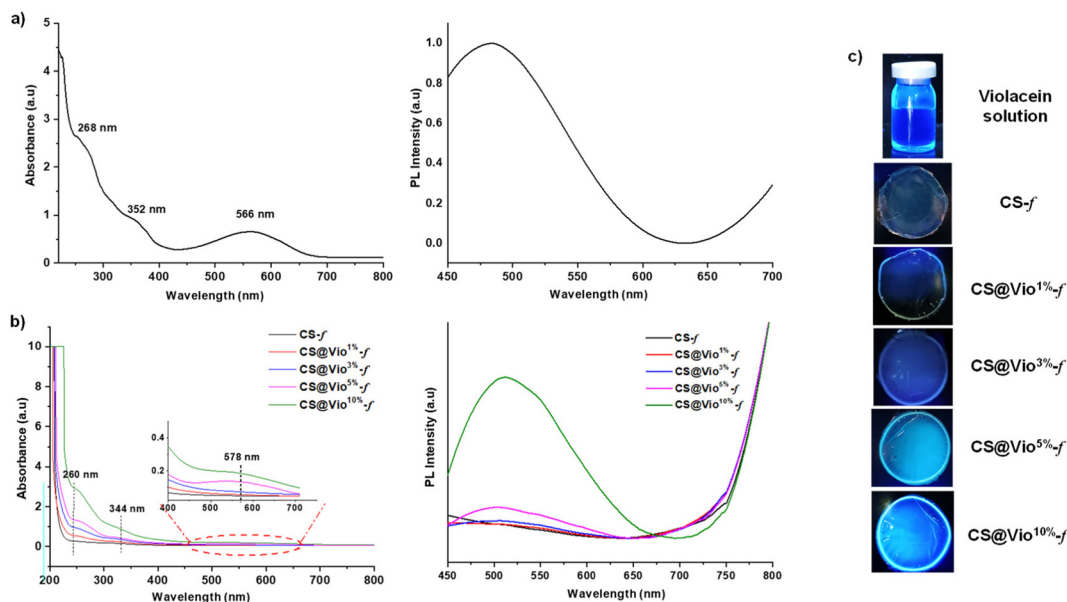 a)
5
4
3
2
1
0
Absorbance (a.u)
268 nm
352 nm
566 nm
300
400
500
600
700
800
Wavelength (nm)
1.0
0.8
0.6
0.4
0.2
0.0
PL Intensity (a.u)
450
500
550
600
650
700
Wavelength (nm)
b)
10
8
6
4
3
2
1
0
Absorbance (a.u)
CS-f
CS@Vio1%-f
CS@Vio3%-f
CS@Vio5%-f
CS@Vio10%-f
260 nm
344 nm
0.4
0.2
578 nm
400
500
600
700
200
300
400
500
600
700
800
Wavelength (nm)
PL Intensity (a.u)
CS-f
CS@Vio1%-f
CS@Vio3%-f
CS@Vio5%-f
CS@Vio10%-f
450
500
550
600
650
700
750
800
Wavelength (nm)
c)
Violacein
solution
CS-f
CS@Vio1%-f
CS@Vio3%-f
CS@Vio5%-f
CS@Vio10%-f